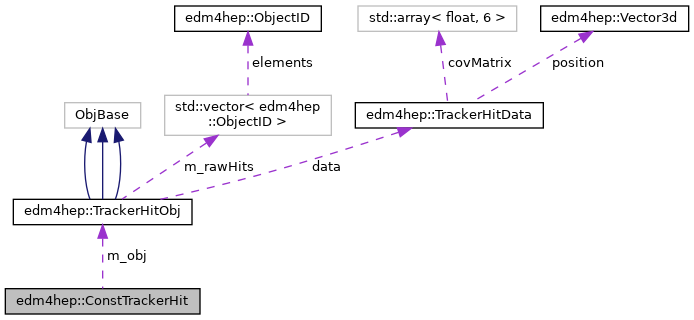 edm4hep::ObjectID
std::array< float, 6 >
edm4hep::Vector3d
elements
covMatrix
position
ObjBase
std::vector< edm4hep
::ObjectID >
edm4hep::TrackerHitData
m_rawHits
data
edm4hep::TrackerHitObj
m_obj
edm4hep::ConstTrackerHit